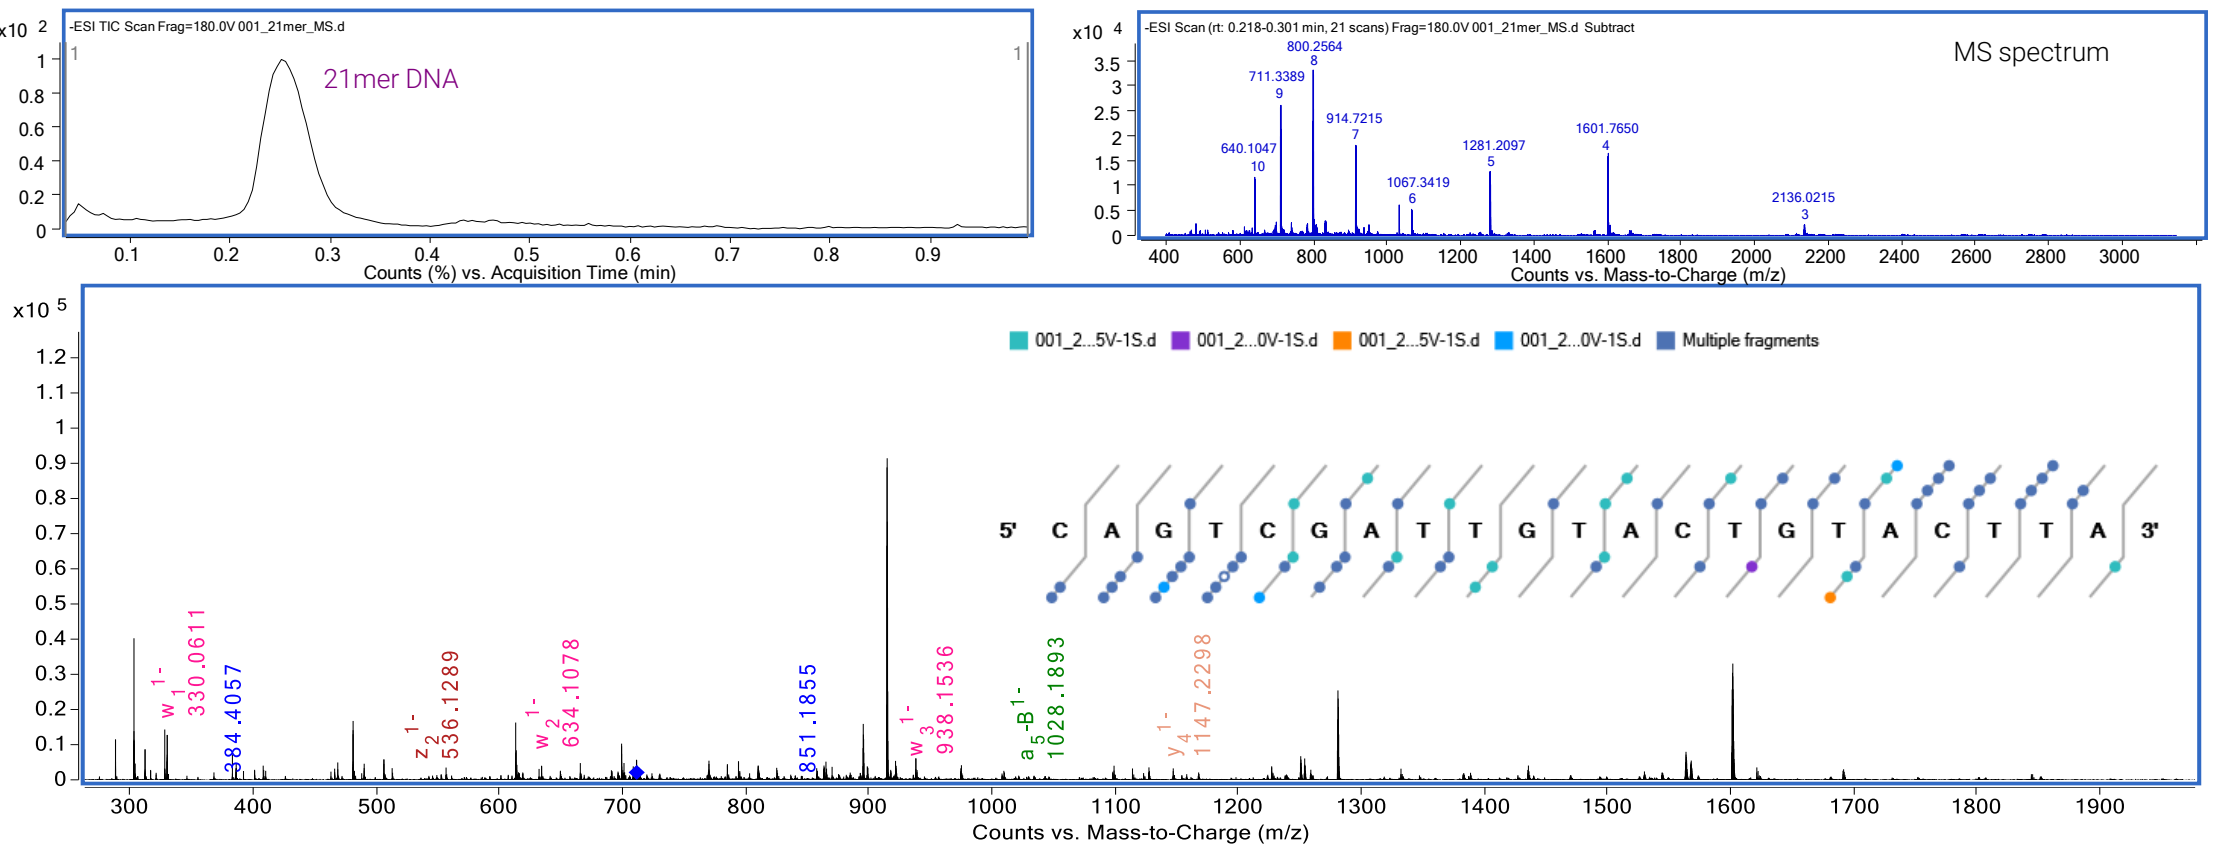 x10 2
-ESI TIC Scan Frag=180.0V 001_21mer_MS.d
1 1
21mer DNA
1
0.8
0.6
0.4
0.2
0
0.1 0.2 0.3 0.4 0.5 0.6 0.7 0.8 0.9
Counts (%) vs. Acquisition Time (min)
x10 4
-ESI Scan (rt: 0.218-0.301 min, 21 scans) Frag=180.0V 001_21mer_MS.d Subtract
MS spectrum
3.5
3
2.5
2
1.5
1
0.5
0
640.1047
10
711.3389
9
800.2564
8
914.7215
7
1067.3419
6
1281.2097
5
1601.7650
4
2136.0215
3
400 600 800 1000 1200 1400 1600 1800 2000 2200 2400 2600 2800 3000
Counts vs. Mass-to-Charge (m/z)
x10 5
1.2
1.1
1
0.9
0.8
0.7
0.6
0.5
0.4
0.3
0.2
0.1
0
001_2...5V-1S.d 001_2...0V-1S.d 001_2...5V-1S.d 001_2...0V-1S.d Multiple fragments
5' C A G T C G A T T G T A C T G T A C T T A 3'
w 1 1-
330.0611
384.4057
z 2 1-
536.1289
w 2 1-
634.1078
851.1855
w 3 1-
938.1536
a 5 -B 1-
1028.1893
y 4 1-
1147.2298
300 400 500 600 700 800 900 1000 1100 1200 1300 1400 1500 1600 1700 1800 1900
Counts vs. Mass-to-Charge (m/z)